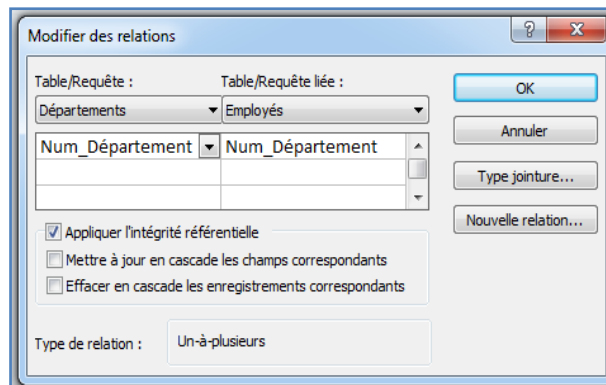 Modifier des relations
Table/Requête : Table/Requête liée :
Départements Employés
Num_Département Num_Département
Appliquer l'intégrité référentielle
Mettre à jour en cascade les champs correspondants
Effacer en cascade les enregistrements correspondants
Type de relation : Un-à-plusieurs
OK
Annuler
Type jointure...
Nouvelle relation...